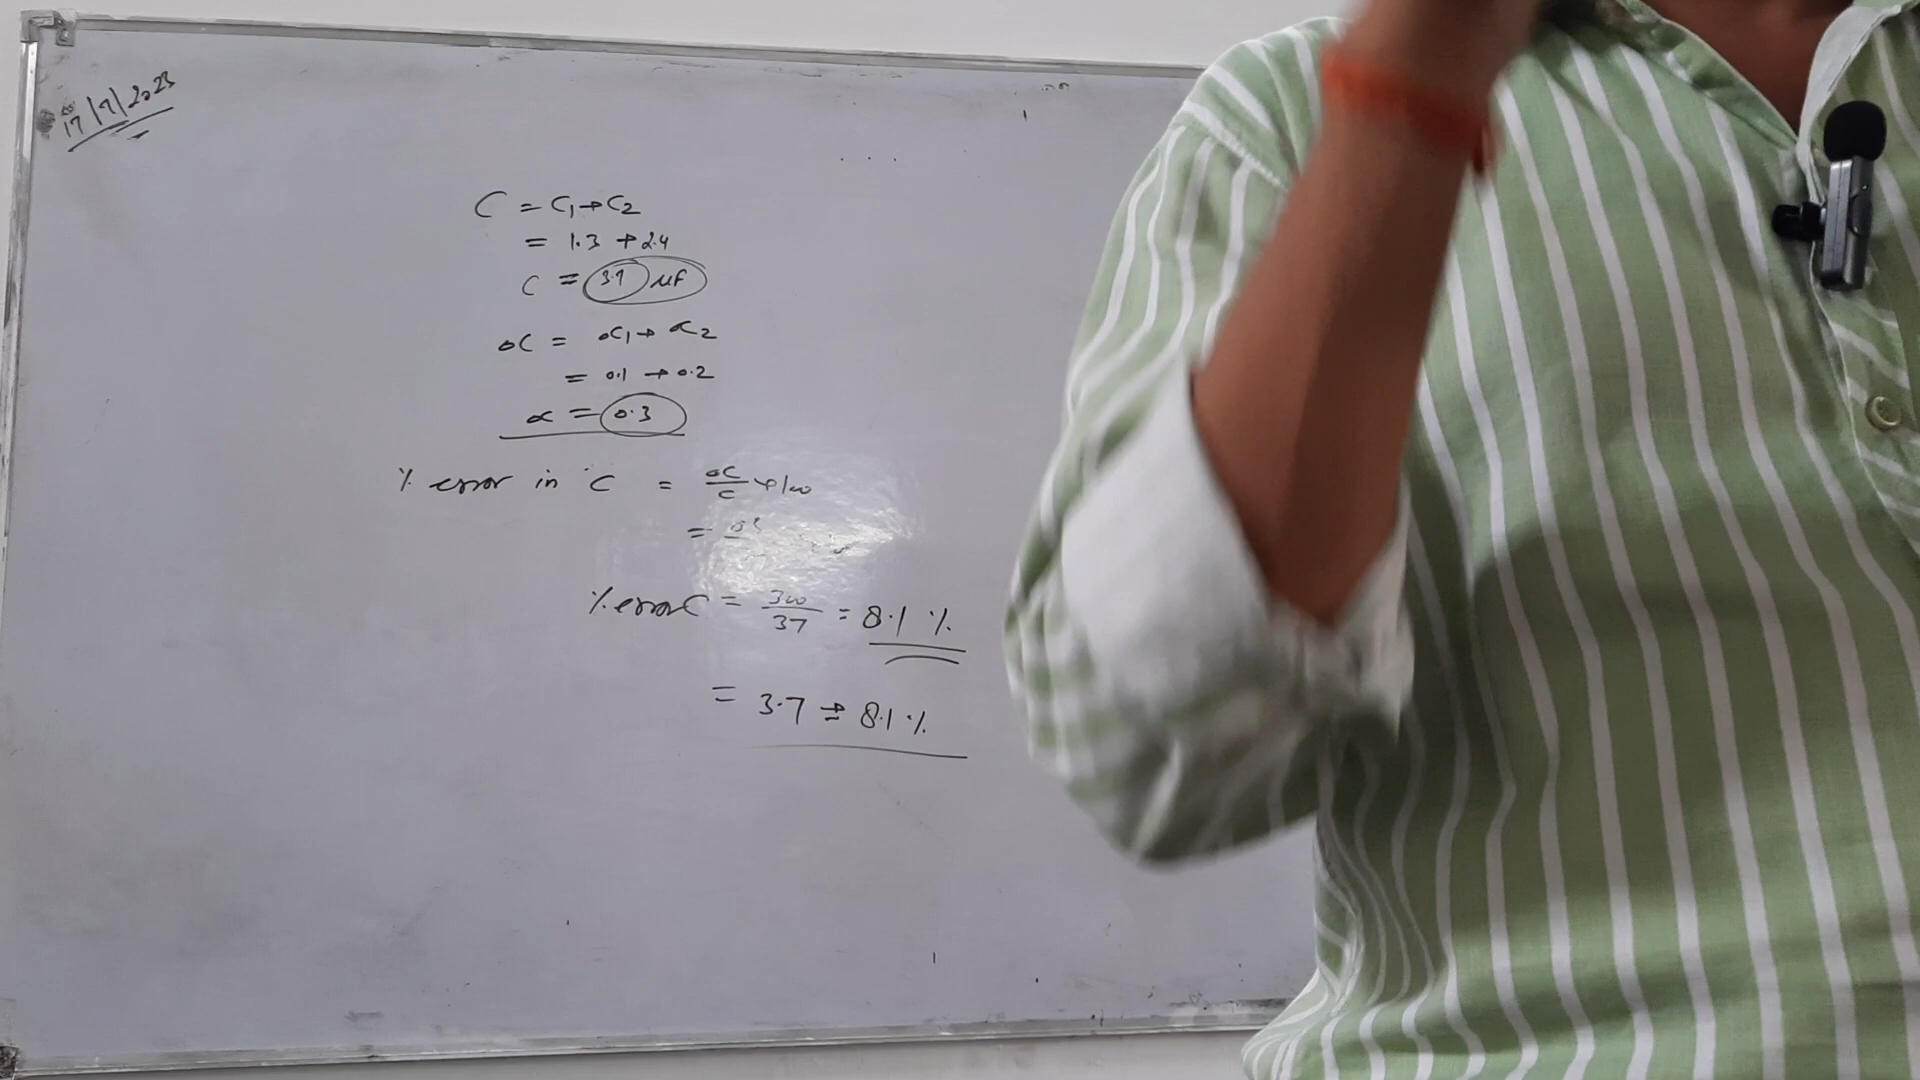 17/7/2023
C = C₁ + C₂
= 1.3 + 2.4
C = 3.7 μF
ΔC = ΔC₁ + ΔC₂
= 0.1 + 0.2
ΔC = 0.3
% error in C = ΔC/C × 100
=
% error C = 300/37 = 8.1 %
= 3.7 ± 8.1 %